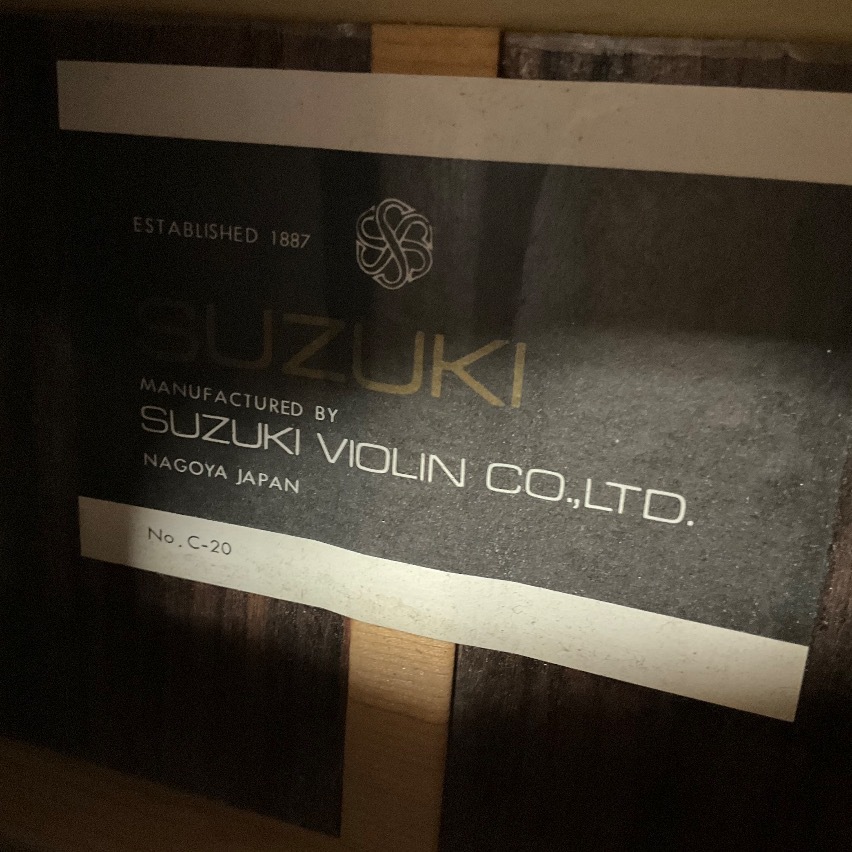 ESTABLISHED 1887
SUZUKI
MANUFACTURED BY
SUZUKI VIOLIN CO.,LTD.
NAGOYA JAPAN
No. C-20